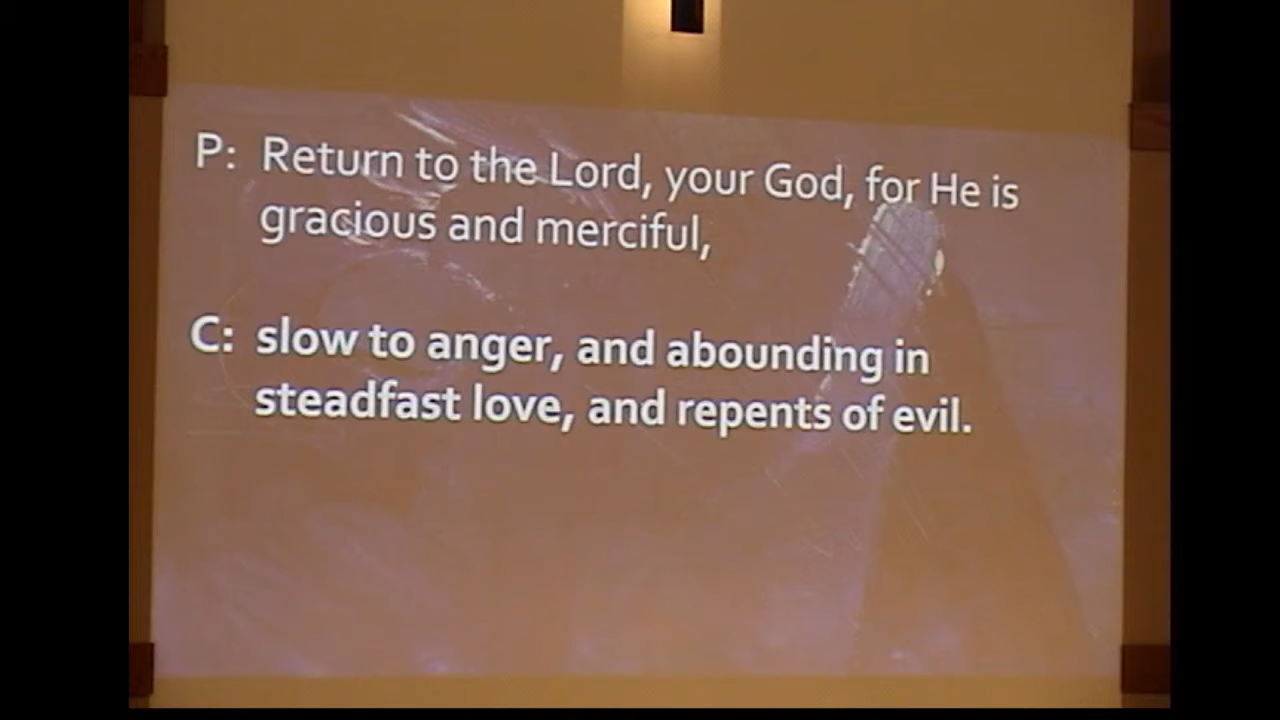 P: Return to the Lord, your God, for He is
gracious and merciful,
C: slow to anger, and abounding in
steadfast love, and repents of evil.